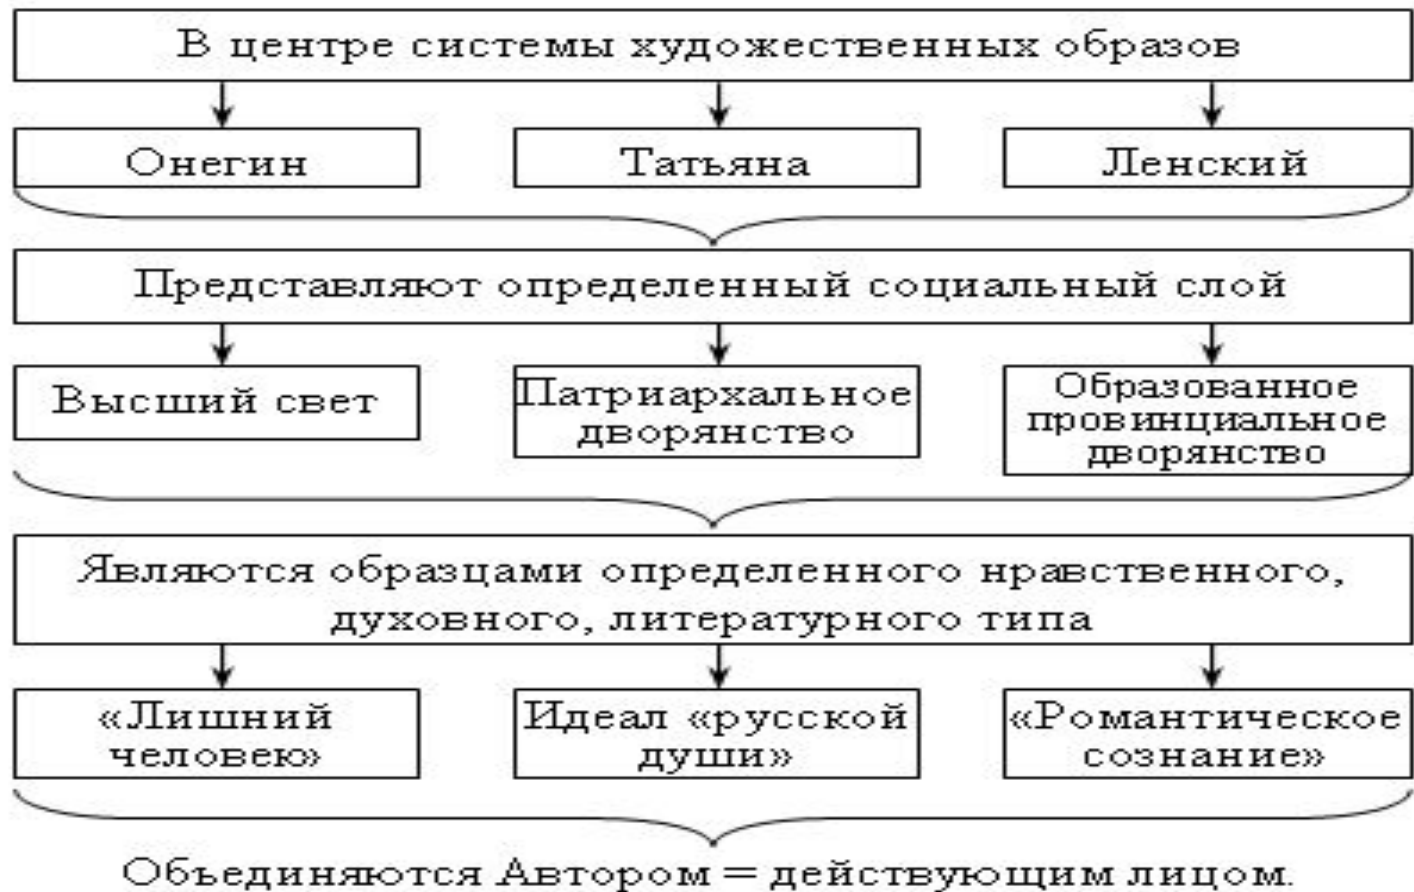 В центре системы художественных образов
Онегин
Татьяна
Ленский
Представляют определенный социальный слой
Высший свет
Патриархальное
дворянство
Образованное
провинциальное
дворянство
Являются образцами определенного нравственного,
духовного, литературного типа
«Лишний
человею»
Идеал «русской
души»
«Романтическое
сознание»
Объединяются Автором = действующим лицом.